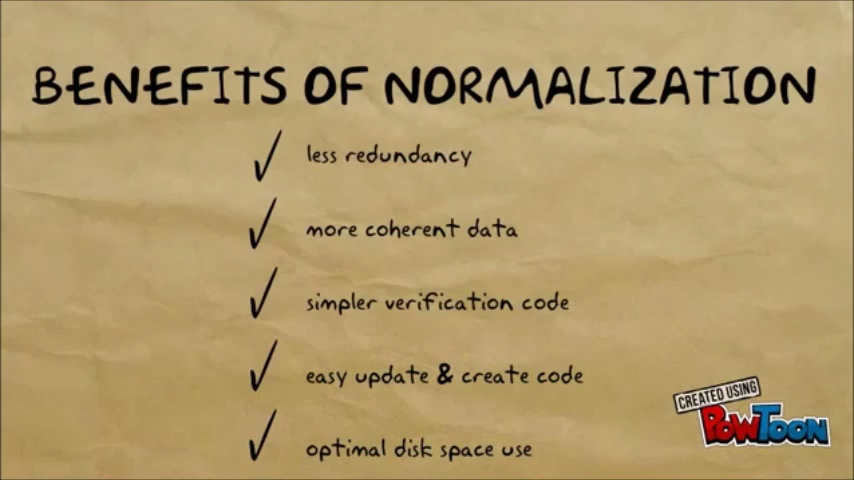 BENEFITS OF NORMALIZATION
✓ less redundancy
✓ more coherent data
✓ simpler verification code
✓ easy update & create code
✓ optimal disk space use
CREATED USING
POWTOON